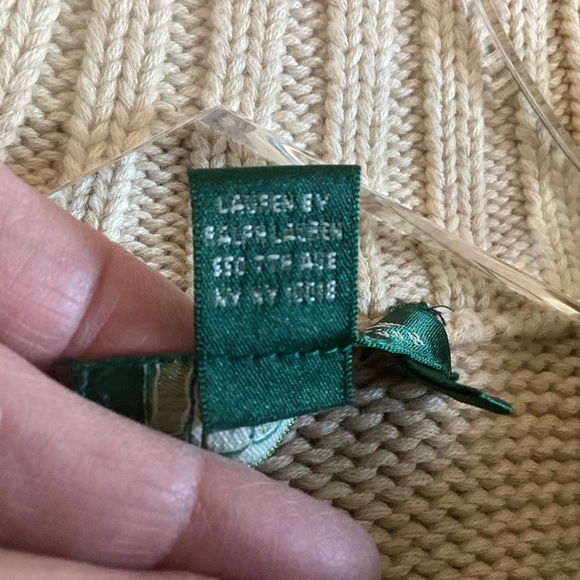 LAUREN BY
RALPH LAUREN
550 7TH AVE
NY NY 10018